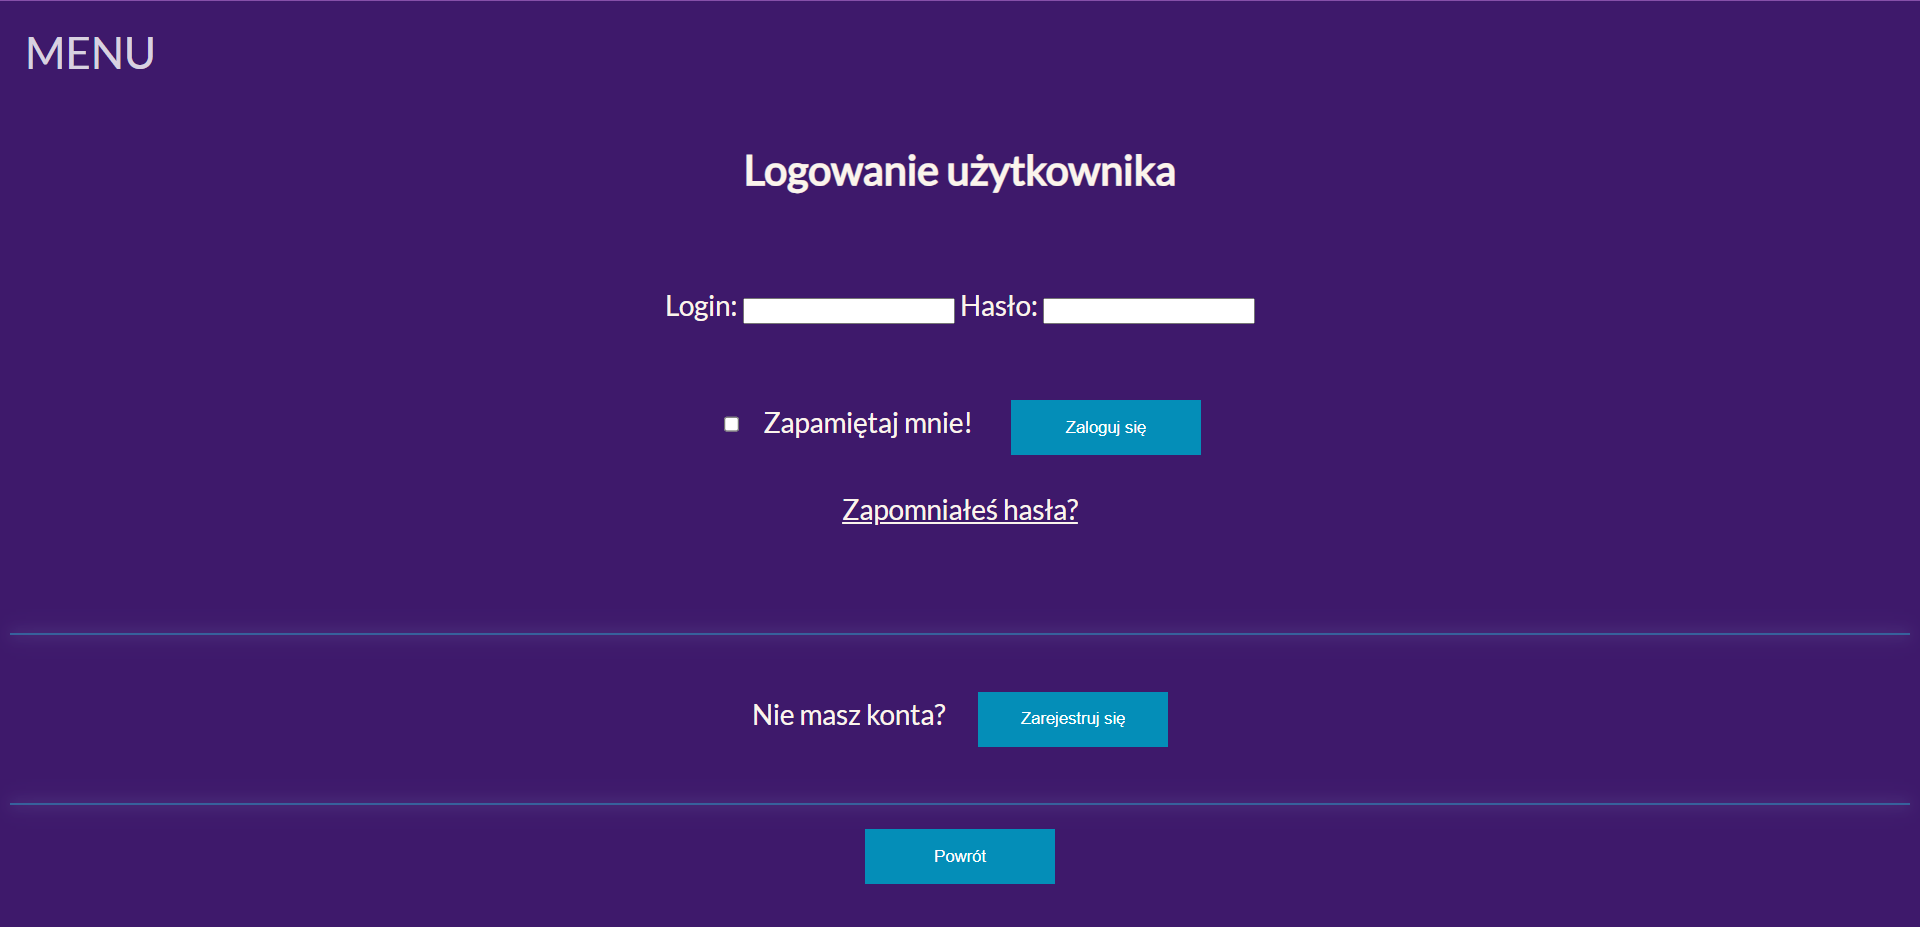 MENU
Logowanie użytkownika
Login: Hasło:
Zapamiętaj mnie! Zaloguj się
Zapomniałeś hasła?
Nie masz konta? Zarejestruj się
Powrót